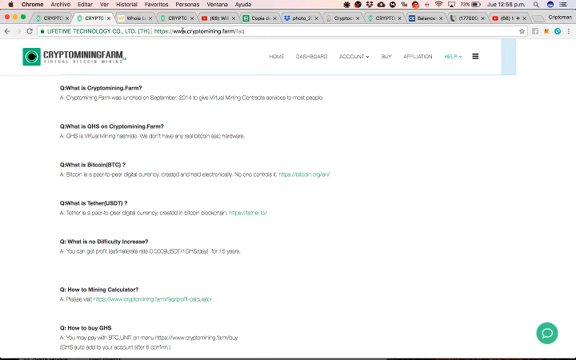 Chrome Archivo Editar Ver Historial Favoritos Personas Ventana Ayuda
Jue 12:58 p.m.
LIFETIME TECHNOLOGY CO., LTD. [TH] https://www.cryptomining.farm/faq
CRYPTOMININGFARM
VIRTUAL BITCOIN MINING
HOME DASHBOARD ACCOUNT BUY AFFILIATION HELP
Q:What is Cryptomining.Farm?
A: Cryptomining.Farm was lunched on September, 2014 to give Virtual Mining Contracts services to most people.
Q:What is GHS on Cryptomining.Farm?
A: GHS is Virtual Mining hashrate. We don't have any real bitcoin asic hardware.
Q:What is Bitcoin(BTC) ?
A: Bitcoin is a peer-to-peer digital currency, created and held electronically. No one controls it. https://bitcoin.org/en/
Q:What is Tether(USDT) ?
A: Tether is a peer-to-peer digital currency, created in bitcoin blockchain. https://tether.to/
Q: What is no Difficulty Increase?
A: You can get profit (estimaterate rate 0.0009USDT/1GHS/day) for 15 years.
Q: How to Mining Calculator?
A: Please visit https://www.cryptomining.farm/faq/profit-calculator
Q: How to buy GHS
A: You may pay with BTC,UNIT on menu https://www.cryptomining.farm/buy
(GHS auto add to your account after 6 confirm )